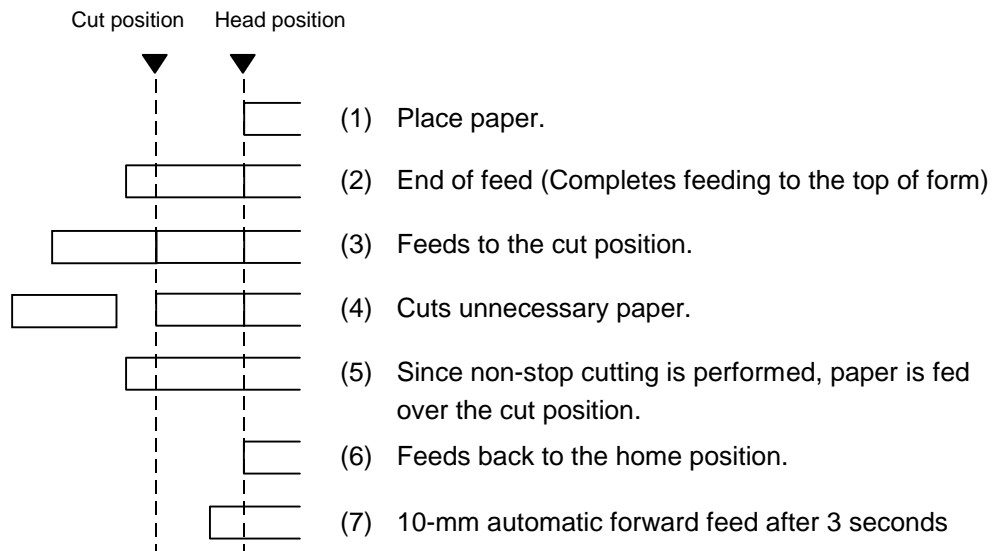 Cut position Head position
(1) Place paper.
(2) End of feed (Completes feeding to the top of form)
(3) Feeds to the cut position.
(4) Cuts unnecessary paper.
(5) Since non-stop cutting is performed, paper is fed
over the cut position.
(6) Feeds back to the home position.
(7) 10-mm automatic forward feed after 3 seconds